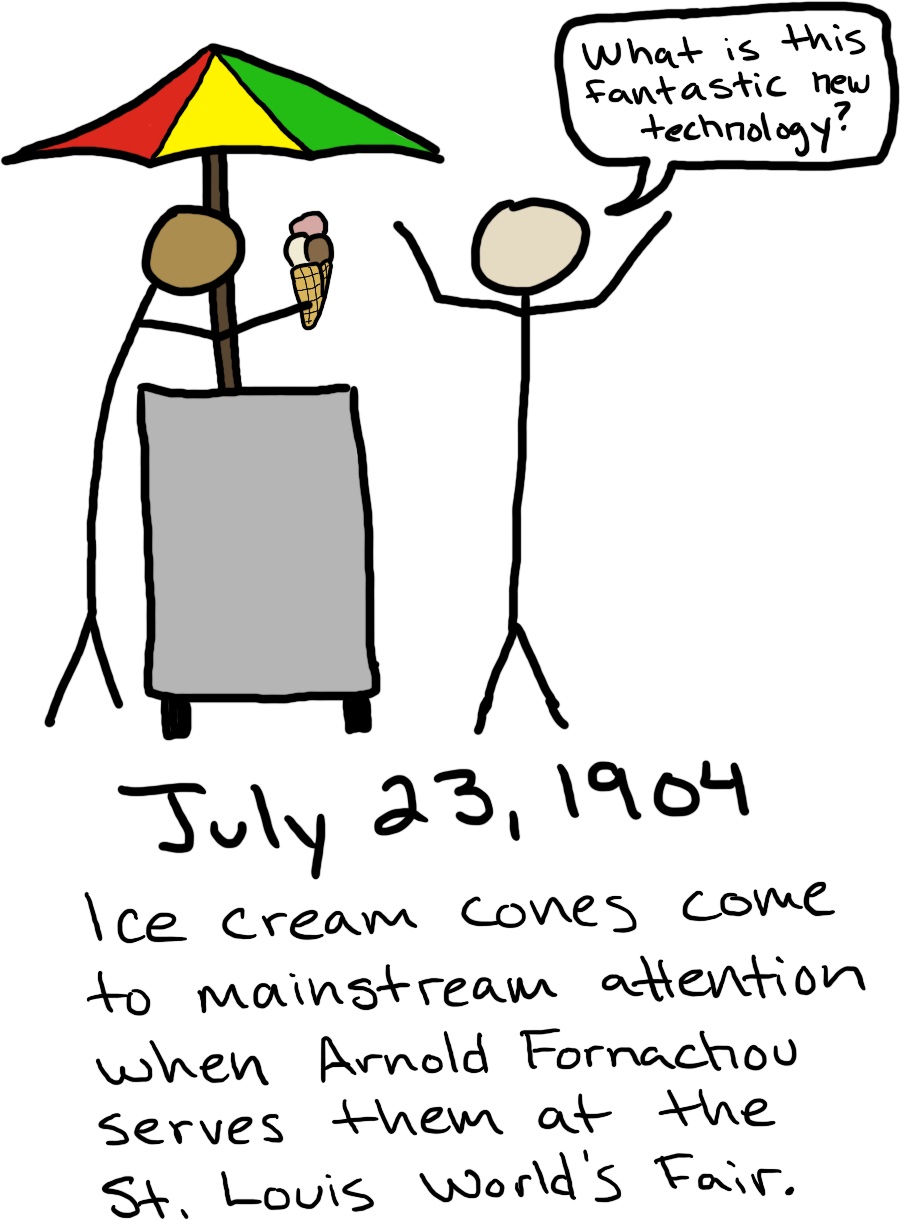 What is this
fantastic new
technology?
July 23, 1904
Ice cream cones come
to mainstream attention
when Arnold Fornachou
serves them at the
St. Louis World's Fair.